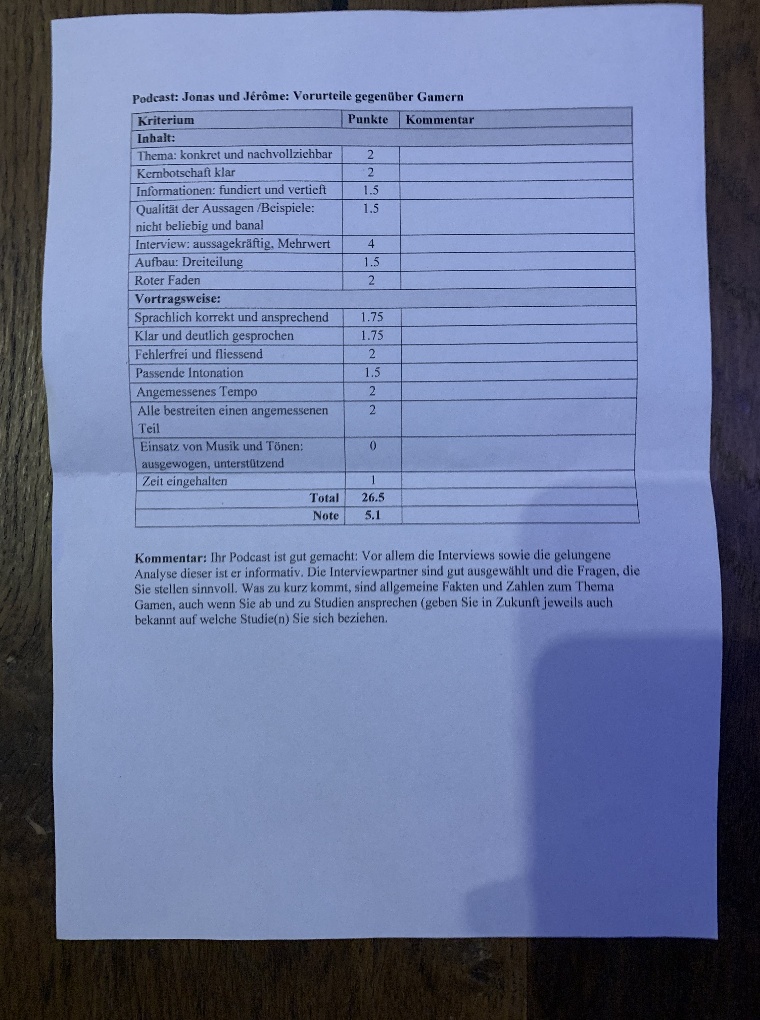 Podcast: Jonas und Jérôme: Vorurteile gegenüber Gamern
Kriterium Punkte Kommentar
Inhalt:
Thema: konkret und nachvollziehbar 2
Kernbotschaft klar 2
Informationen: fundiert und vertieft 1.5
Qualität der Aussagen /Beispiele: 1.5
nicht beliebig und banal
Interview: aussagekräftig, Mehrwert 4
Aufbau: Dreiteilung 1.5
Roter Faden 2
Vortragsweise:
Sprachlich korrekt und ansprechend 1.75
Klar und deutlich gesprochen 1.75
Fehlerfrei und fliessend 2
Passende Intonation 1.5
Angemessenes Tempo 2
Alle bestreiten einen angemessenen 2
Teil
Einsatz von Musik und Tönen: 0
ausgewogen, unterstützend
Zeit eingehalten 1
Total 26.5
Note 5.1
Kommentar: Ihr Podcast ist gut gemacht: Vor allem die Interviews sowie die gelungene
Analyse dieser ist er informativ. Die Interviewpartner sind gut ausgewählt und die Fragen, die
Sie stellen sinnvoll. Was zu kurz kommt, sind allgemeine Fakten und Zahlen zum Thema
Gamen, auch wenn Sie ab und zu Studien ansprechen (geben Sie in Zukunft jeweils auch
bekannt auf welche Studie(n) Sie sich beziehen.